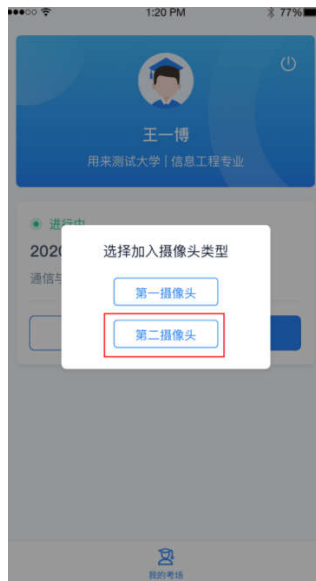 1:20 PM
77%
王一博
用来测试大学 | 信息工程专业
进行中
2020
选择加入摄像头类型
通信与
第一摄像头
第二摄像头
我的考场